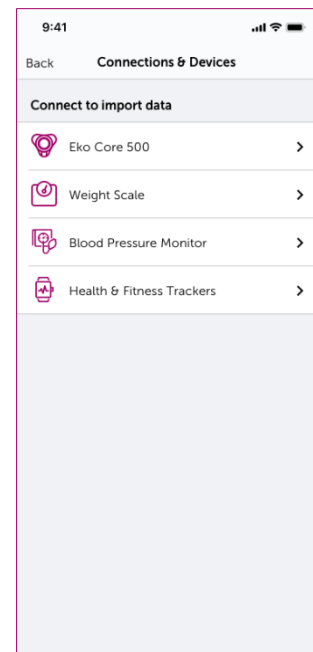 9:41
Back Connections & Devices
Connect to import data
Eko Core 500
Weight Scale
Blood Pressure Monitor
Health & Fitness Trackers